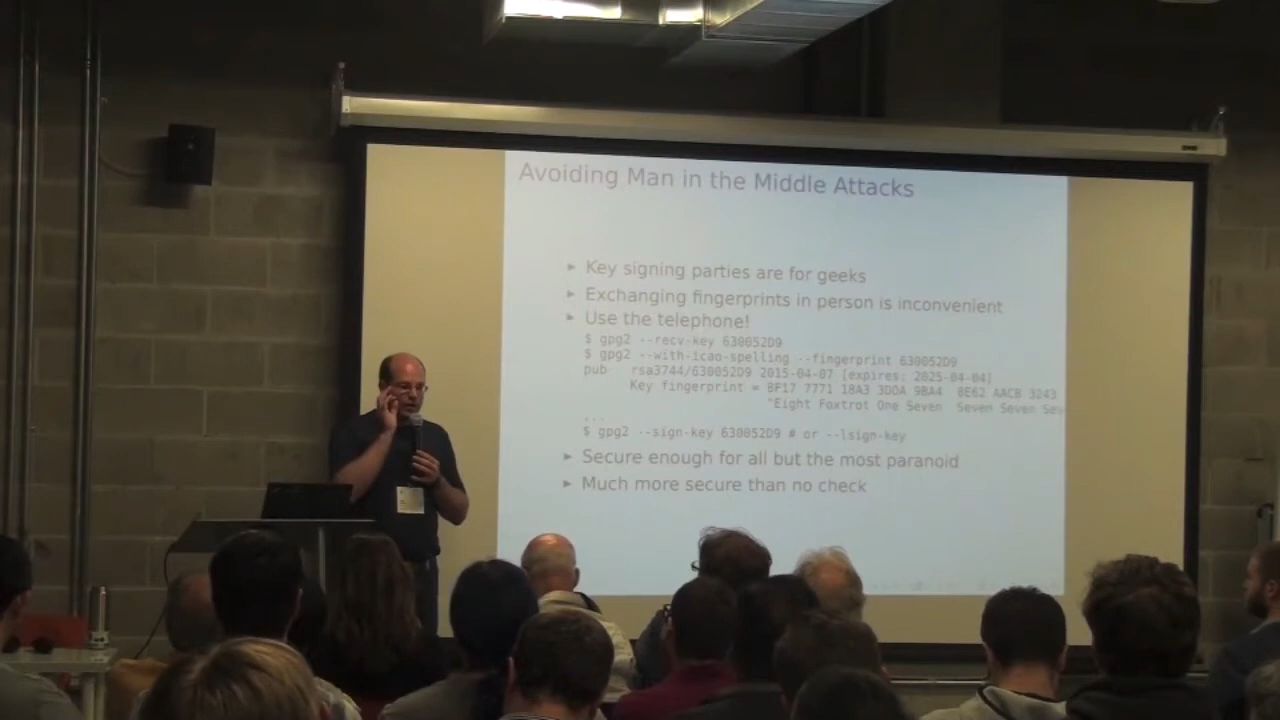 Avoiding Man in the Middle Attacks
► Key signing parties are for geeks
► Exchanging fingerprints in person is inconvenient
► Use the telephone!
$ gpg2 --recv-key 630052D9
$ gpg2 --with-icao-spelling --fingerprint 630052D9
pub rsa3744/630052D9 2015-04-07 [expires: 2025-04-04]
Key fingerprint = 8F17 7771 18A3 3DDA 9BA4 8E62 AACB 3243
"Eight Foxtrot One Seven Seven Seven Sev
...
$ gpg2 --sign-key 630052D9 # or --lsign-key
► Secure enough for all but the most paranoid
► Much more secure than no check